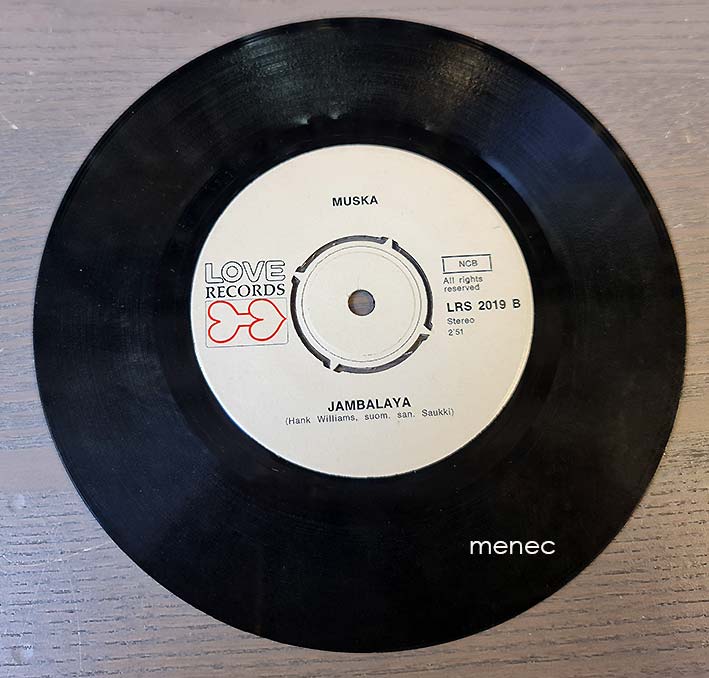 MUSKA
LOVE
RECORDS
NCB
All rights
reserved
LRS 2019 B
Stereo
2'51
JAMBALAYA
(Hank Williams, suom. san. Saukki)
menec